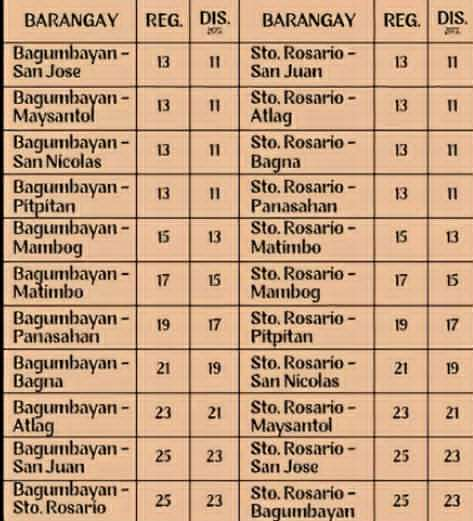 BARANGAY REG. DIS. BARANGAY REG. DIS.
20% 20%
Bagumbayan - San Jose 13 11 Sto. Rosario - San Juan 13 11
Bagumbayan - Maysantol 13 11 Sto. Rosario - Atlag 13 11
Bagumbayan - San Nicolas 13 11 Sto. Rosario - Bagna 13 11
Bagumbayan - Pitpitan 13 11 Sto. Rosario - Panasahan 13 11
Bagumbayan - Mambog 15 13 Sto. Rosario - Matimbo 15 13
Bagumbayan - Matimbo 17 15 Sto. Rosario - Mambog 17 15
Bagumbayan - Panasahan 19 17 Sto. Rosario - Pitpitan 19 17
Bagumbayan - Bagna 21 19 Sto. Rosario - San Nicolas 21 19
Bagumbayan - Atlag 23 21 Sto. Rosario - Maysantol 23 21
Bagumbayan - San Juan 25 23 Sto. Rosario - San Jose 25 23
Bagumbayan - Sto. Rosario 25 23 Sto. Rosario - Bagumbayan 25 23